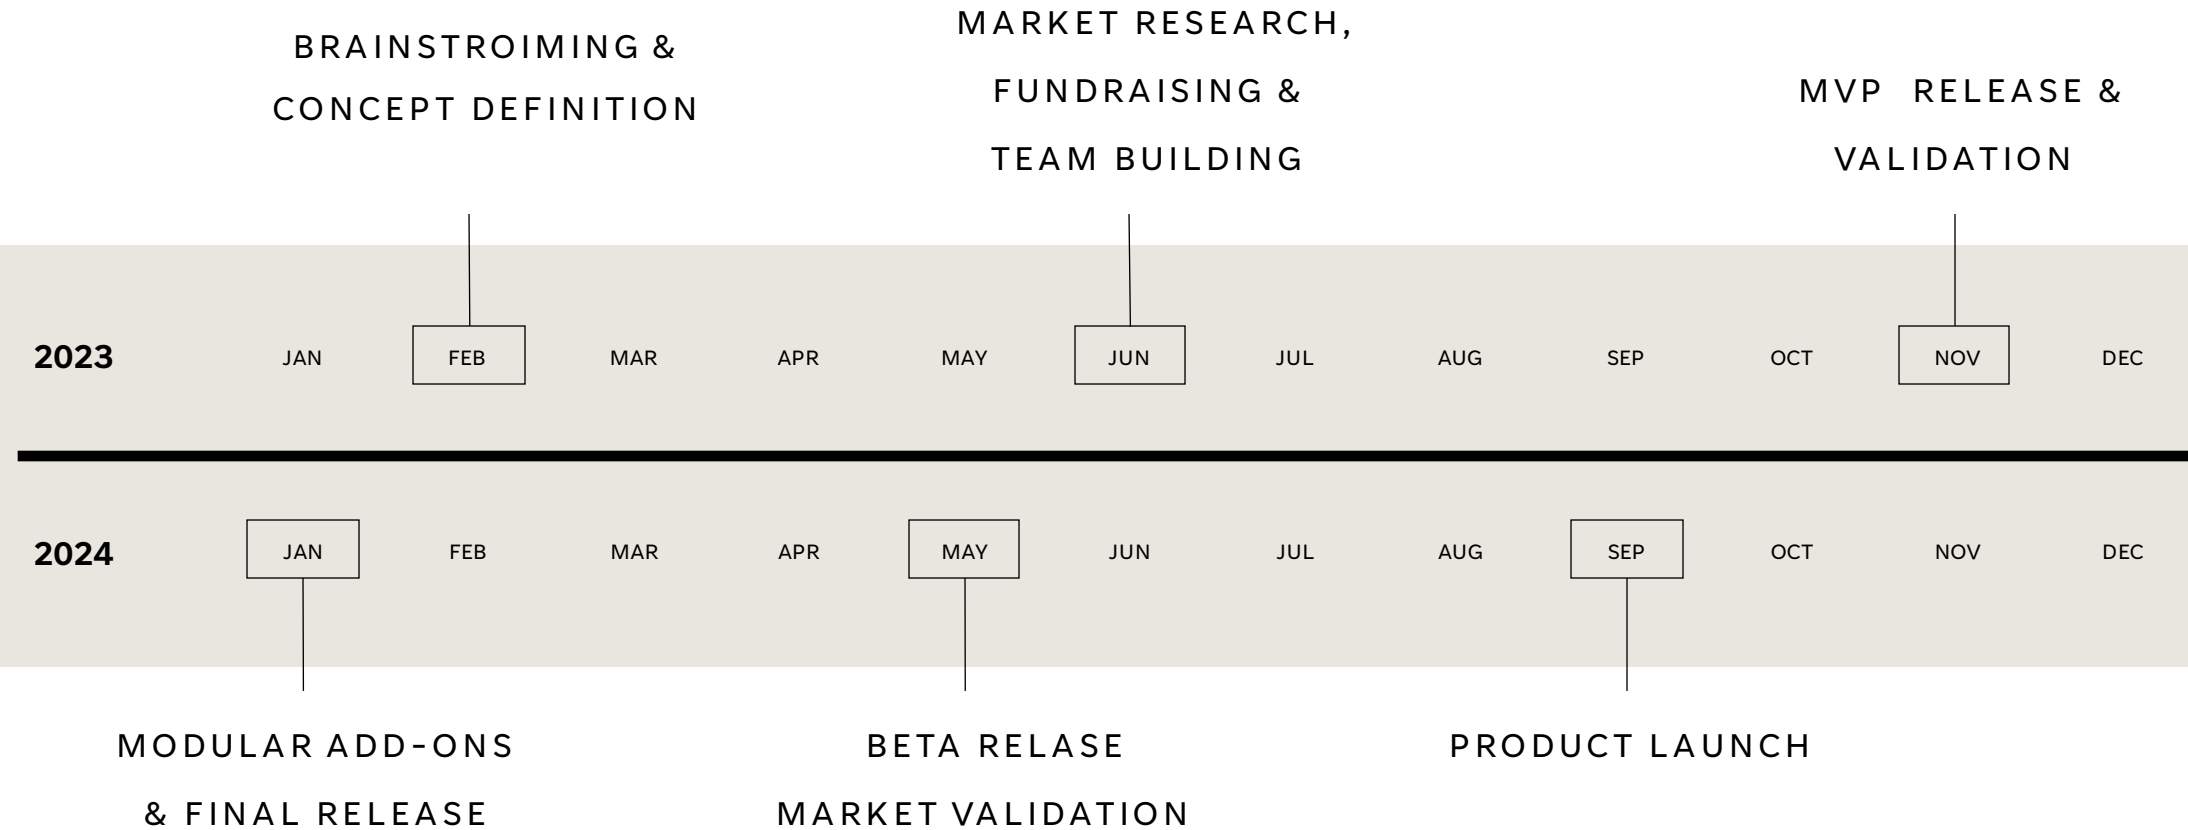 BRAINSTROIMING &
CONCEPT DEFINITION
MARKET RESEARCH,
FUNDRAISING &
TEAM BUILDING
MVP RELEASE &
VALIDATION
2023 JAN FEB MAR APR MAY JUN JUL AUG SEP OCT NOV DEC
2024 JAN FEB MAR APR MAY JUN JUL AUG SEP OCT NOV DEC
MODULAR ADD-ONS
& FINAL RELEASE
BETA RELASE
MARKET VALIDATION
PRODUCT LAUNCH